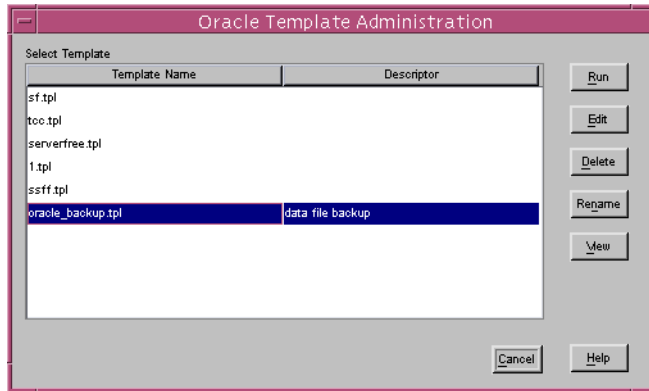 Oracle Template Administration
Select Template
Template Name Descriptor
Run
sf.tpl
tcc.tpl
Edit
serverfree.tpl
1.tpl
Delete
ssff.tpl
oracle_backup.tpl data file backup
Rename
View
Cancel Help